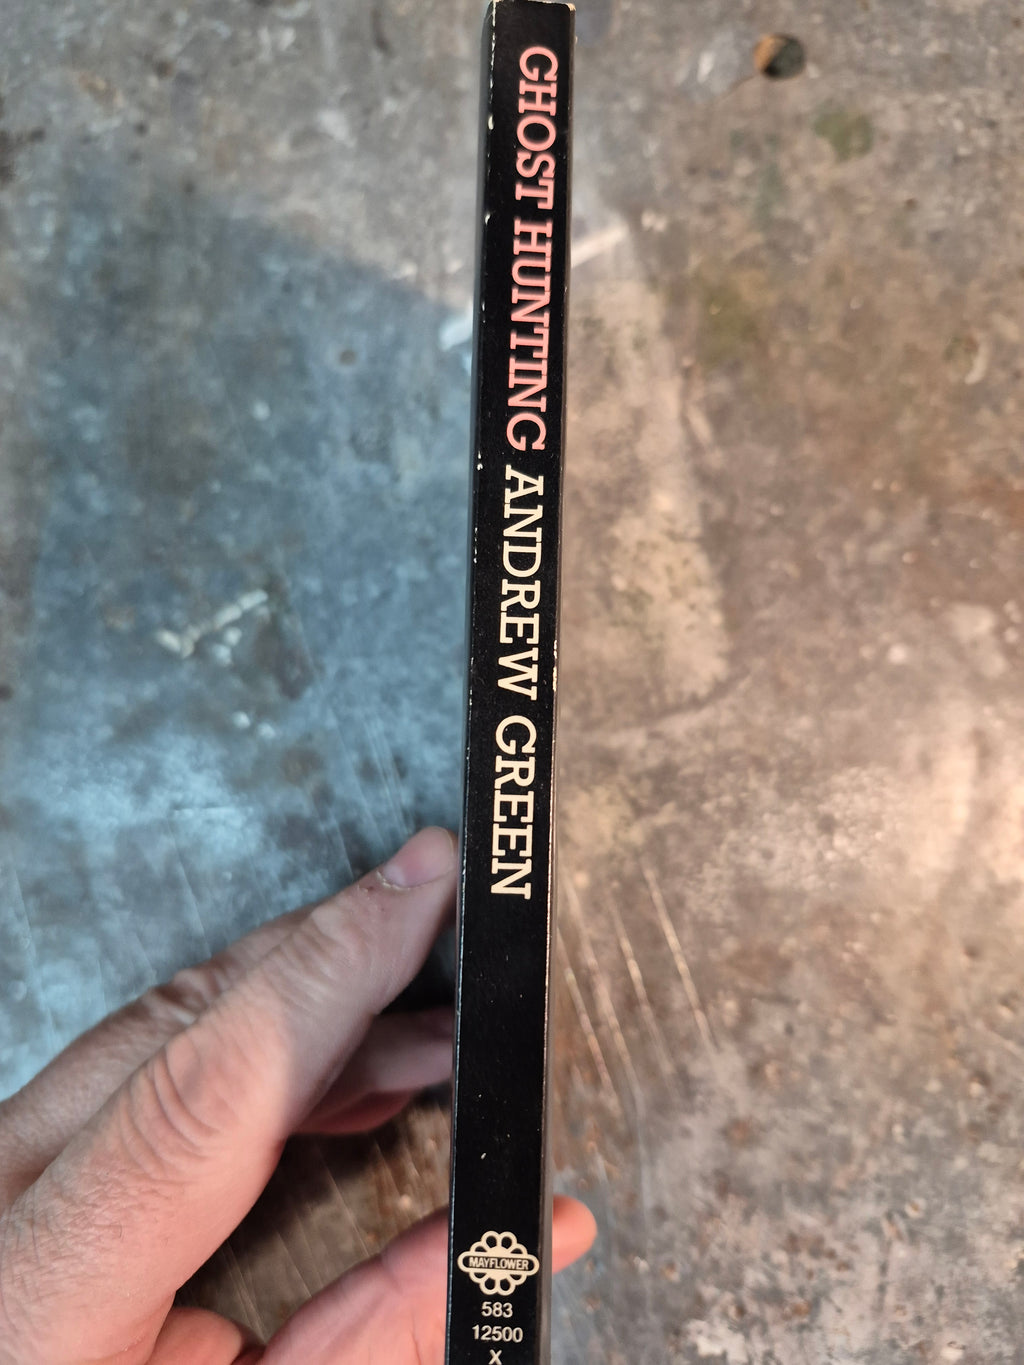 GHOST HUNTING ANDREW GREEN
MAYFLOWER
583
12500
X